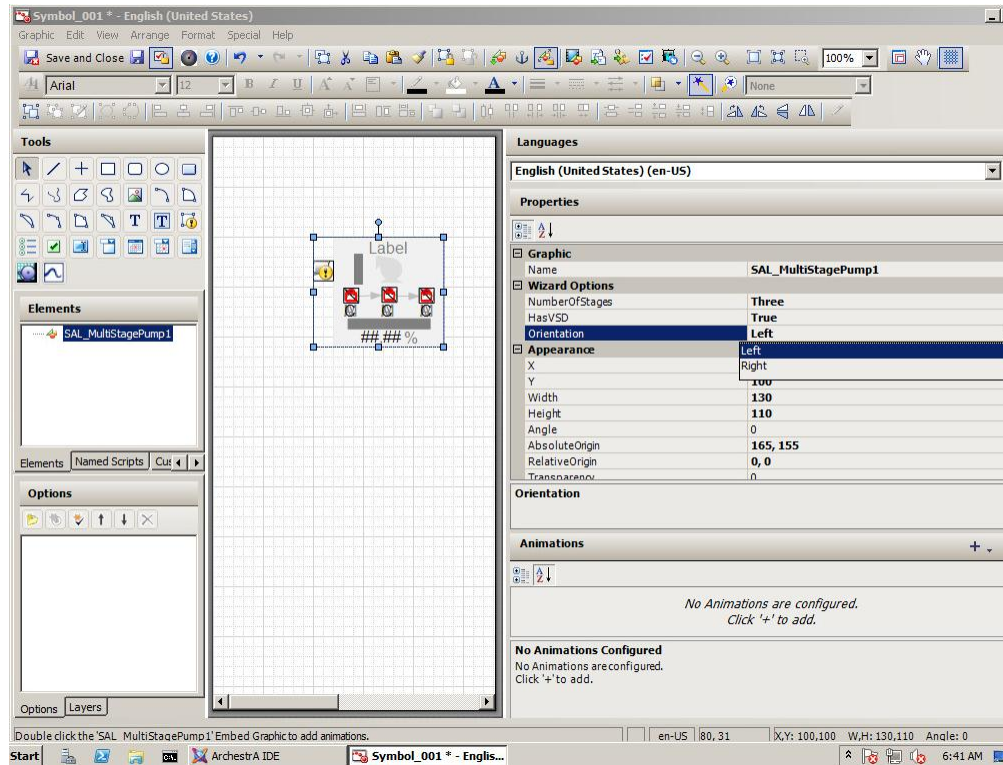 Symbol_001 * - English (United States)
Graphic Edit View Arrange Format Special Help
Save and Close 100%
Arial 12 B I U A None
Tools
T T
Elements
SAL_MultiStagePump1
Elements Named Scripts Cus
Options
Options Layers
Label
##.## %
Languages
English (United States) (en-US)
Properties
Graphic
Name SAL_MultiStagePump1
Wizard Options
NumberOfStages Three
HasVSD True
Orientation Left
Appearance Left
X Right
Y 100
Width 130
Height 110
Angle 0
AbsoluteOrigin 165, 155
RelativeOrigin 0, 0
Transparency 0
Orientation
Animations
No Animations are configured.
Click '+' to add.
No Animations Configured
No Animations are configured.
Click '+' to add.
Double click the 'SAL_MultiStagePump1' Embed Graphic to add animations. en-US 80, 31 X,Y: 100,100 W,H: 130,110 Angle: 0
Start ArchestrA IDE Symbol_001 * - Englis... 6:41 AM